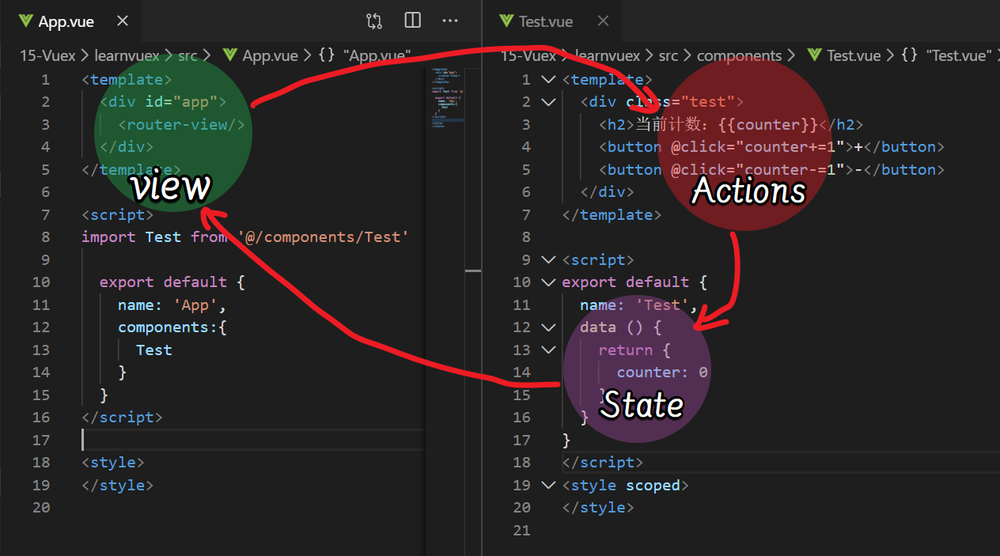 App.vue
15-Vuex > learnvuex > src > App.vue > {} "App.vue"
1 <template>
2 <div id="app">
3 <router-view/>
4 </div>
5 </template>
6
7 <script>
8 import Test from '@/components/Test'
9
10 export default {
11 name: 'App',
12 components:{
13 Test
14 }
15 }
16 </script>
17
18 <style>
19 </style>
20
view
Test.vue
15-Vuex > learnvuex > src > components > Test.vue > {} "Test.vue" >
1 <template>
2 <div class="test">
3 <h2>当前计数: {{counter}}</h2>
4 <button @click="counter+=1">+</button>
5 <button @click="counter-=1">-</button>
6 </div>
7 </template>
8
9 <script>
10 export default {
11 name: 'Test',
12 data () {
13 return {
14 counter: 0
15 }
16 }
17 }
18 </script>
19 <style scoped>
20 </style>
21
Actions
State